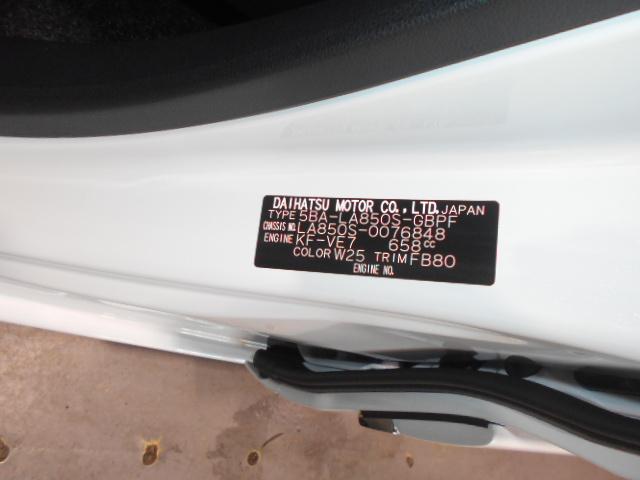 DAIHATSU MOTOR CO., LTD. JAPAN
TYPE 5BA-LA850S-GBPF
CHASSIS NO. LA850S-0076848
ENGINE KF-VE7 658cc
COLOR W25 TRIM FB80
ENGINE NO.